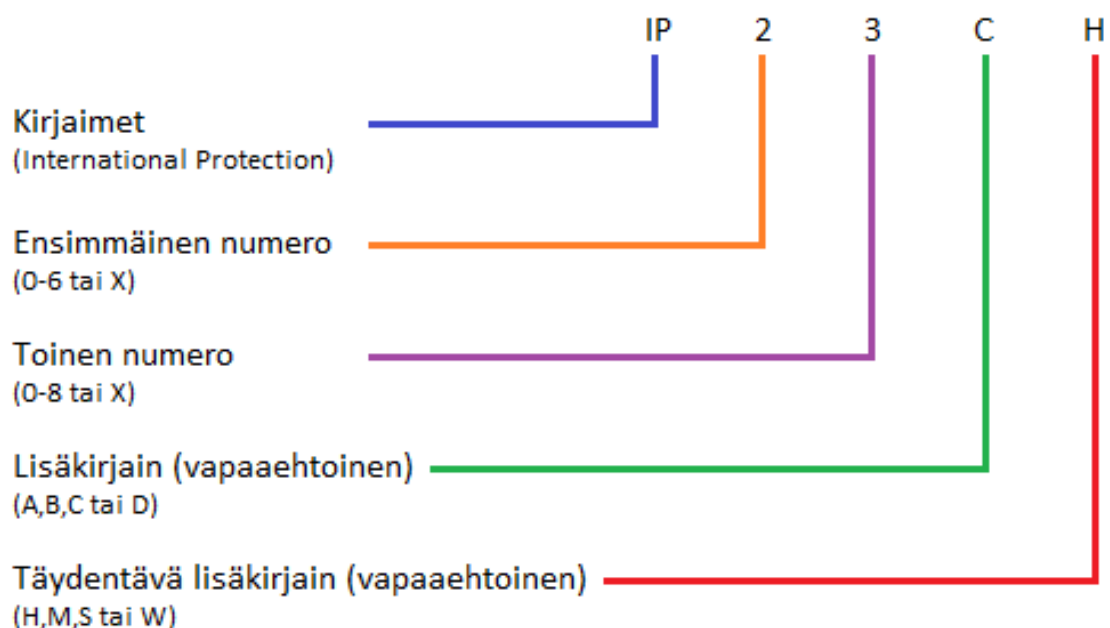 IP 2 3 C H
Kirjaimet
(International Protection)
Ensimmäinen numero
(0-6 tai X)
Toinen numero
(0-8 tai X)
Lisäkirjain (vapaaehtoinen)
(A,B,C tai D)
Täydentävä lisäkirjain (vapaaehtoinen)
(H,M,S tai W)